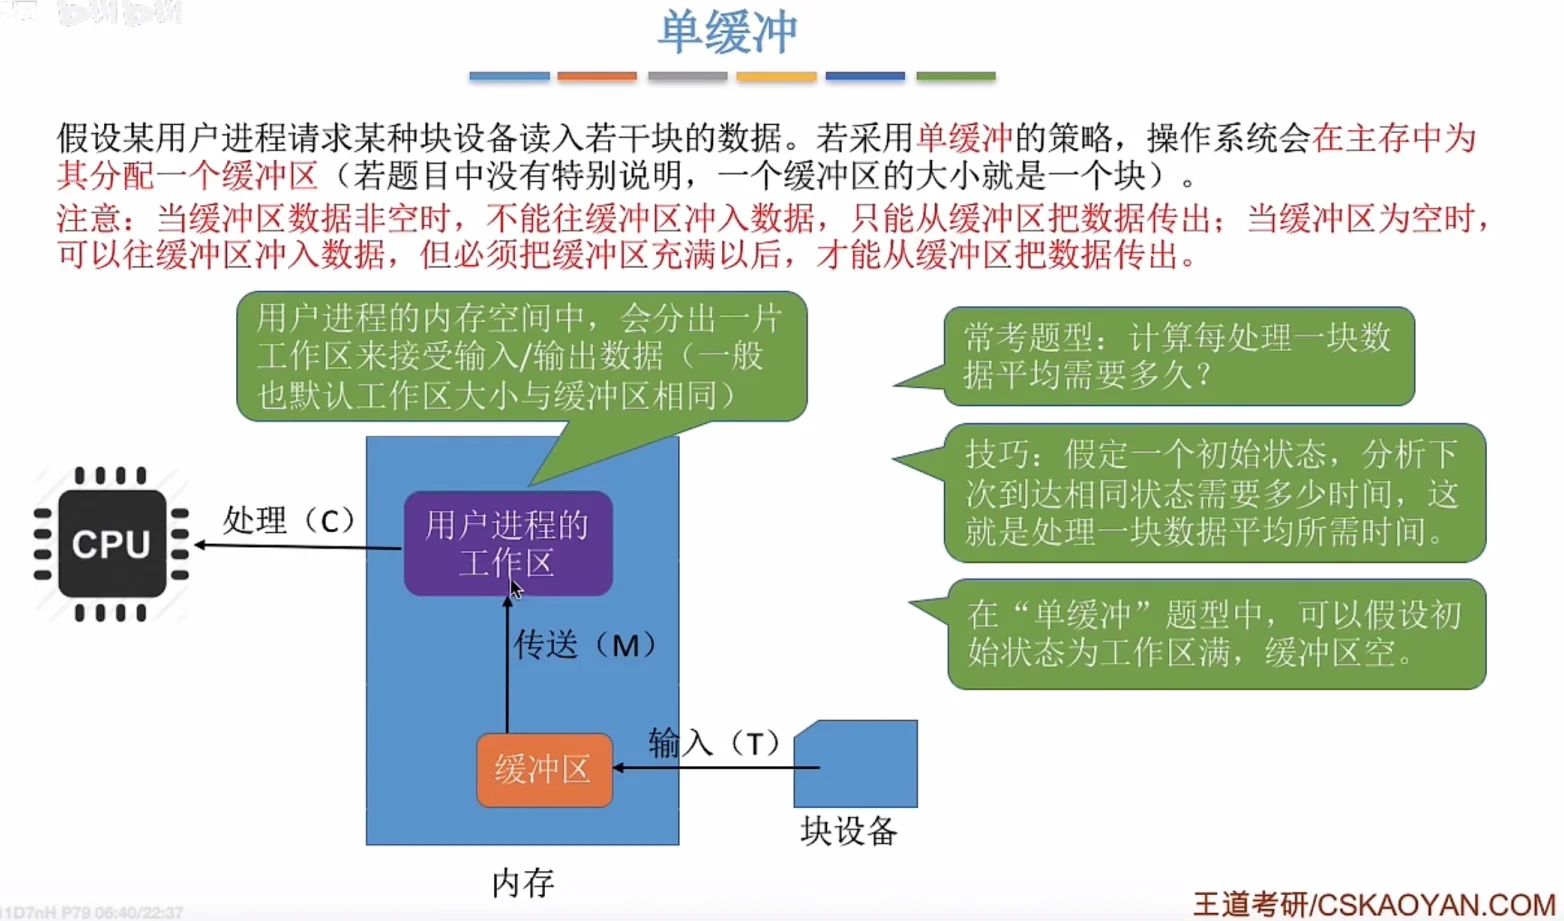 单缓冲
假设某用户进程请求某种块设备读入若干块的数据。若采用单缓冲的策略，操作系统会在主存中为
其分配一个缓冲区（若题目中没有特别说明，一个缓冲区的大小就是一个块）。
注意：当缓冲区数据非空时，不能往缓冲区冲入数据，只能从缓冲区把数据传出；当缓冲区为空时，
可以往缓冲区冲入数据，但必须把缓冲区充满以后，才能从缓冲区把数据传出。
用户进程的内存空间中，会分出一片
工作区来接受输入/输出数据（一般
也默认工作区大小与缓冲区相同）
常考题型：计算每处理一块数
据平均需要多久？
技巧：假定一个初始状态，分析下
次到达相同状态需要多少时间，这
就是处理一块数据平均所需时间。
在“单缓冲”题型中，可以假设初
始状态为工作区满，缓冲区空。
CPU
处理（C）
用户进程的
工作区
传送（M）
缓冲区
输入（T）
块设备
内存
11D7nH P79 06:40/22:37
王道考研/CSKAOYAN.COM